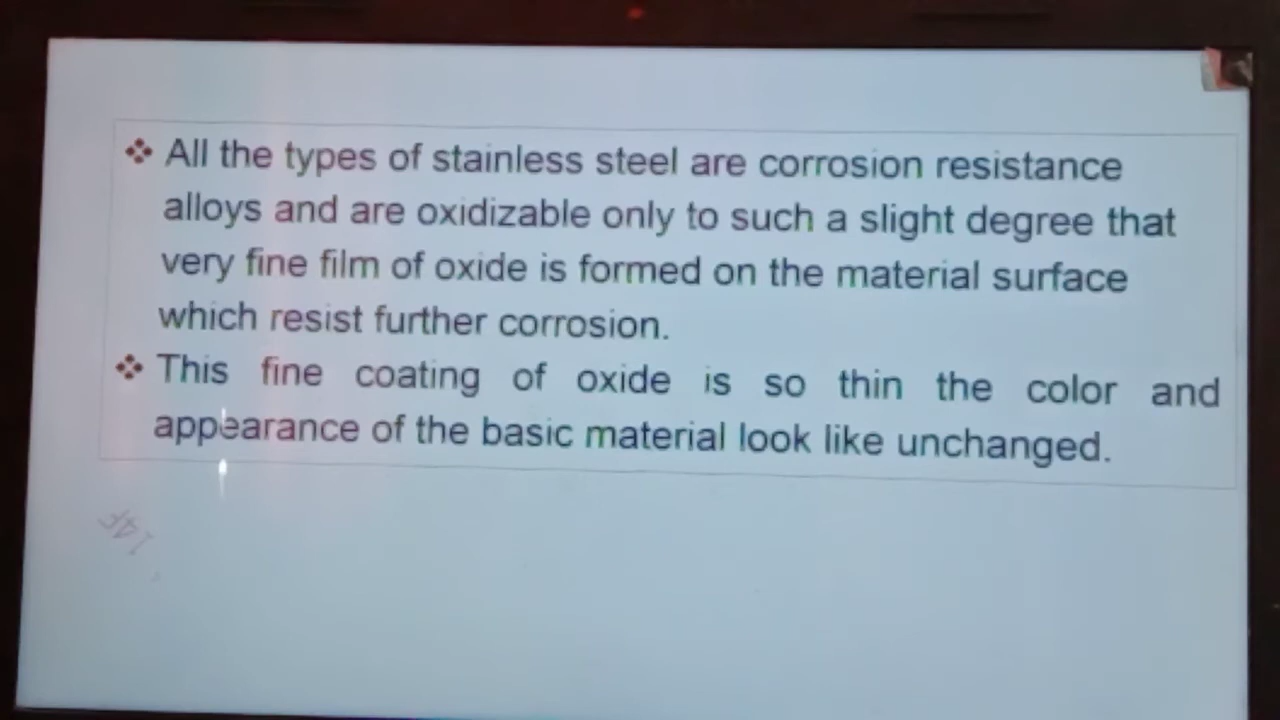 ❖ All the types of stainless steel are corrosion resistance
alloys and are oxidizable only to such a slight degree that
very fine film of oxide is formed on the material surface
which resist further corrosion.
❖ This fine coating of oxide is so thin the color and
appearance of the basic material look like unchanged.